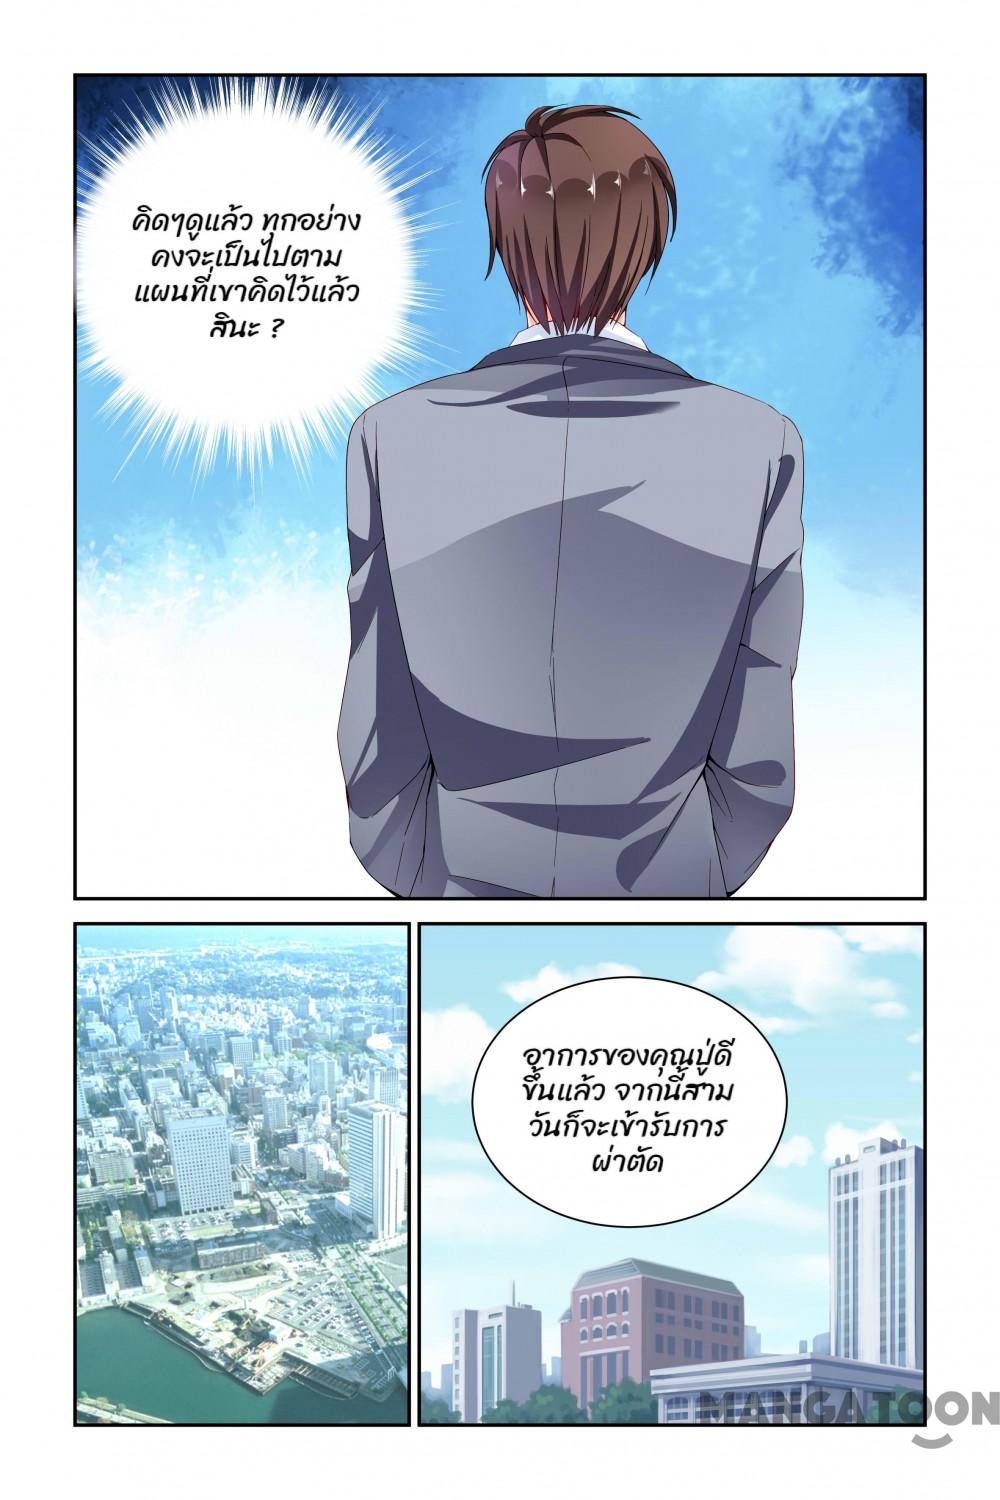 คิดๆดูแล้ว ทุกอย่าง
คงจะเป็นไปตาม
แผนที่เขาคิดไว้แล้ว
สินะ ?
อาการของคุณปู่ดี
ขึ้นแล้ว จากนี้สาม
วันก็จะเข้ารับการ
ผ่าตัด
MANGATOON